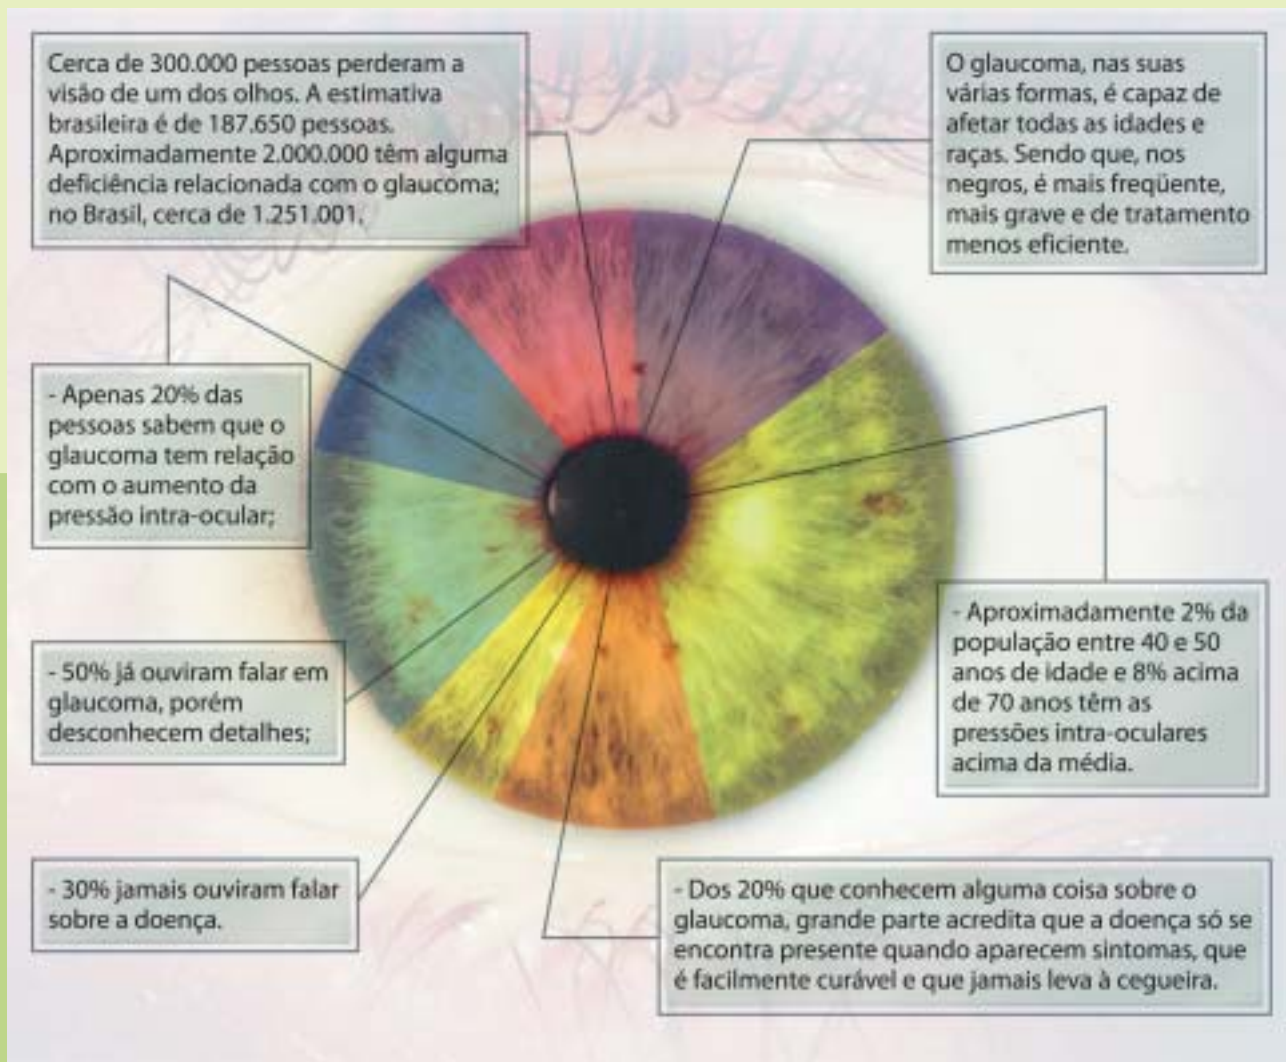 Cerca de 300.000 pessoas perderam a
visão de um dos olhos. A estimativa
brasileira é de 187.650 pessoas.
Aproximadamente 2.000.000 têm alguma
deficiência relacionada com o glaucoma;
no Brasil, cerca de 1.251.001.
O glaucoma, nas suas
várias formas, é capaz de
afetar todas as idades e
raças. Sendo que, nos
negros, é mais freqüente,
mais grave e de tratamento
menos eficiente.
- Apenas 20% das
pessoas sabem que o
glaucoma tem relação
com o aumento da
pressão intra-ocular;
- Aproximadamente 2% da
população entre 40 e 50
anos de idade e 8% acima
de 70 anos têm as
pressões intra-oculares
acima da média.
- 50% já ouviram falar em
glaucoma, porém
desconhecem detalhes;
- 30% jamais ouviram falar
sobre a doença.
- Dos 20% que conhecem alguma coisa sobre o
glaucoma, grande parte acredita que a doença só se
encontra presente quando aparecem sintomas, que
é facilmente curável e que jamais leva à cegueira.